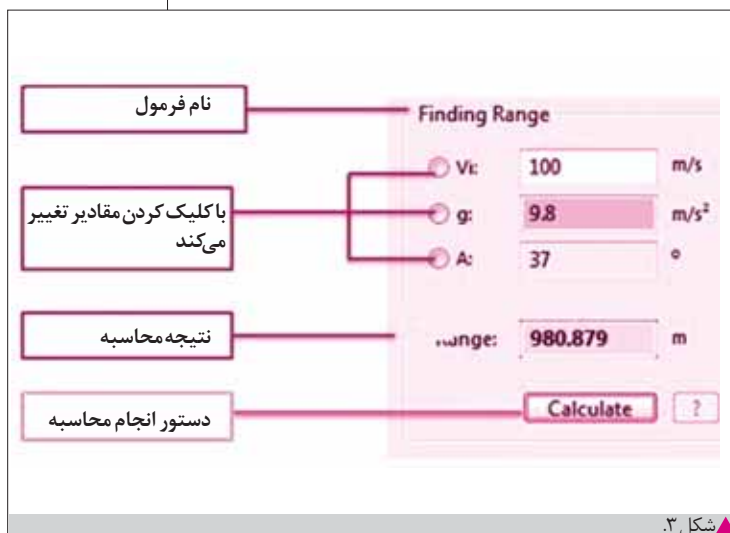 نام فرمول
Finding Range
Vi: 100 m/s
با کلیک کردن مقادیر تغییر
می‌کند
g: 9.8 m/s²
A: 37 °
نتیجه محاسبه
980.879 m
دستور انجام محاسبه
Calculate ?
شکل ۳.